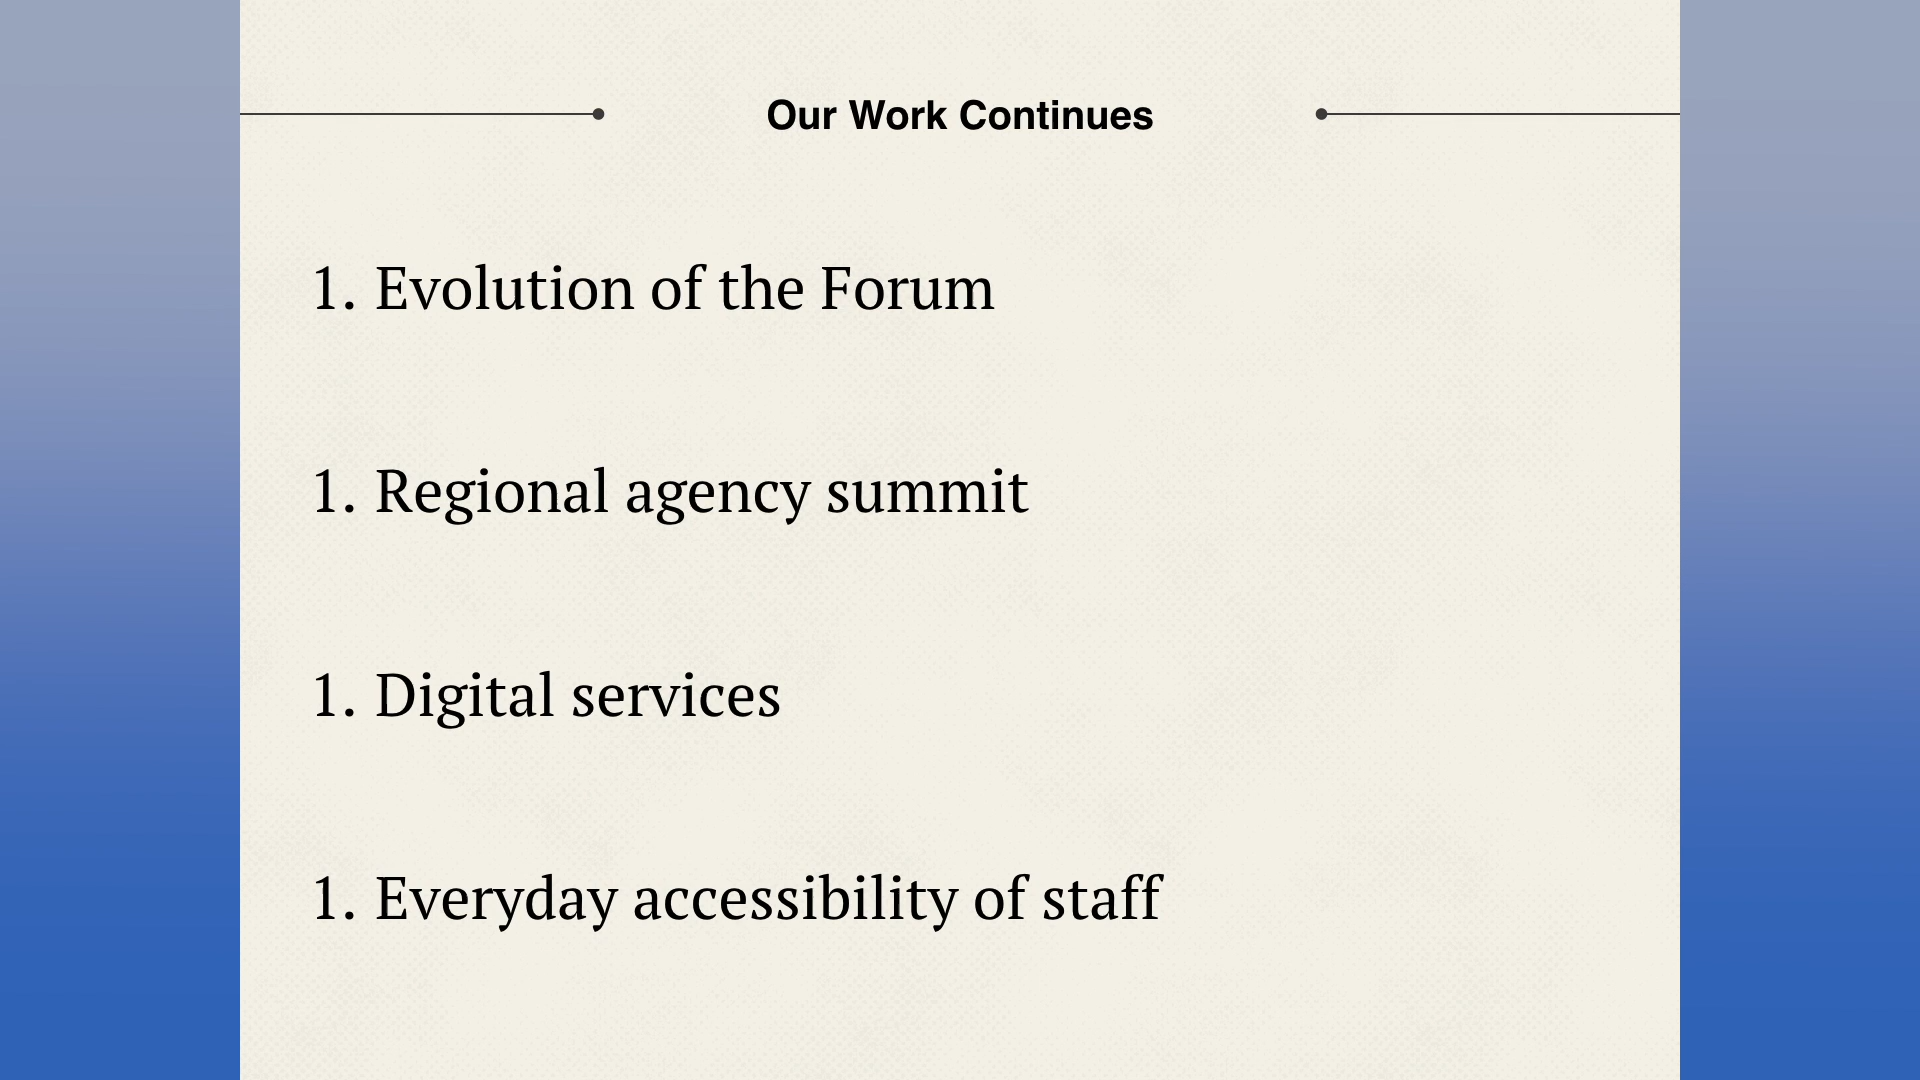 Our Work Continues
1. Evolution of the Forum
1. Regional agency summit
1. Digital services
1. Everyday accessibility of staff